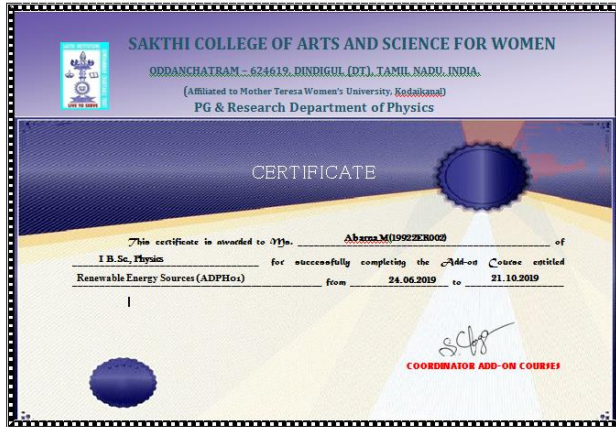 SAKTHI COLLEGE OF ARTS AND SCIENCE FOR WOMEN
ODDANCHATRAM – 624619, DINDIGUL (DT), TAMIL NADU, INDIA.
(Affiliated to Mother Teresa Women's University, Kodaikanal)
PG & Research Department of Physics
LIVE TO SERVE
CERTIFICATE
This certificate is awarded to Ms. Abarna M(19922ER002) of
I B.Sc., Physics for successfully completing the Add-on Course entitled
Renewable Energy Sources (ADPH01) from 24.06.2019 to 21.10.2019
COORDINATOR ADD-ON COURSES